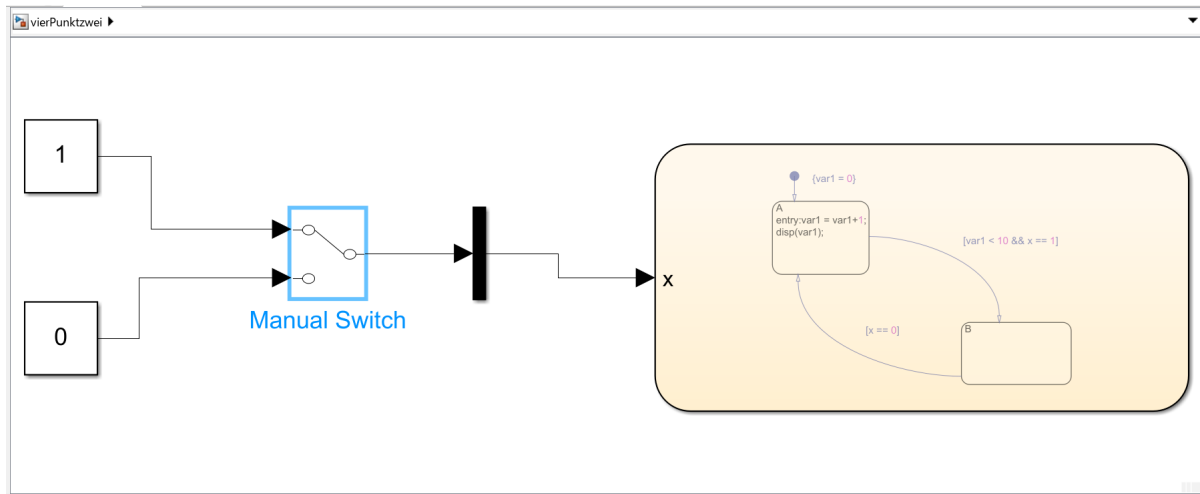 vierPunktzwei
1
0
Manual Switch
x
{var1 = 0}
A
entry:var1 = var1+1;
disp(var1);
[var1 < 10 && x == 1]
[x == 0]
B